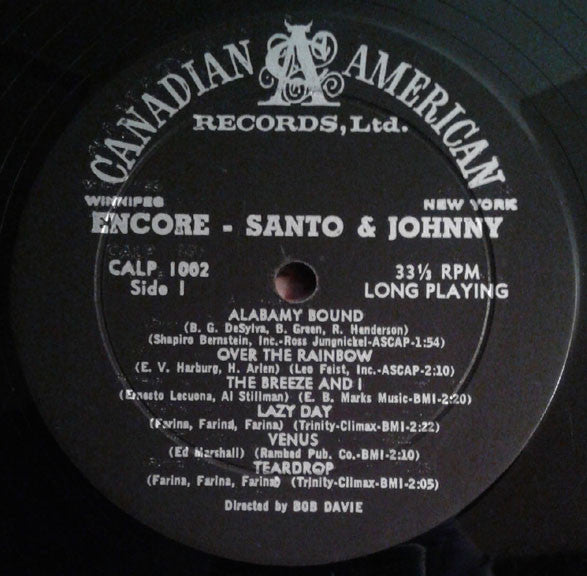 CANADIAN A AMERICAN
RECORDS, Ltd.
WINNIPEG NEW YORK
ENCORE - SANTO & JOHNNY
CALP 1002 33⅓ RPM
Side 1 LONG PLAYING
ALABAMY BOUND
(B. G. DeSylva, B. Green, R. Henderson)
(Shapiro Bernstein, Inc.-Ross Jungnickel-ASCAP-1:54)
OVER THE RAINBOW
(E. V. Harburg, H. Arlen) (Leo Feist, Inc.-ASCAP-2:10)
THE BREEZE AND I
(Ernesto Lecuona, Al Stillman) (E. B. Marks Music-BMI-2:20)
LAZY DAY
(Farina, Farina, Farina) (Trinity-Climax-BMI-2:22)
VENUS
(Ed Marshall) (Rambed Pub. Co.-BMI-2:10)
TEARDROP
(Farina, Farina, Farina) (Trinity-Climax-BMI-2:05)
Directed by BOB DAVIE